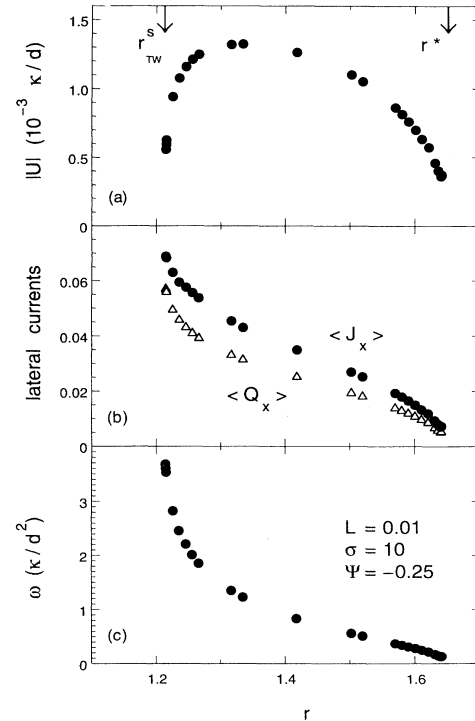 r^s_TW
r*
1.5
1.0
0.5
0
|U| (10⁻³ κ/d)
(a)
0.06
0.04
0.02
0
lateral currents
< J_x >
< Q_x >
(b)
3
2
1
0
ω (κ/d²)
L = 0.01
σ = 10
Ψ = −0.25
(c)
1.2
1.4
1.6
r